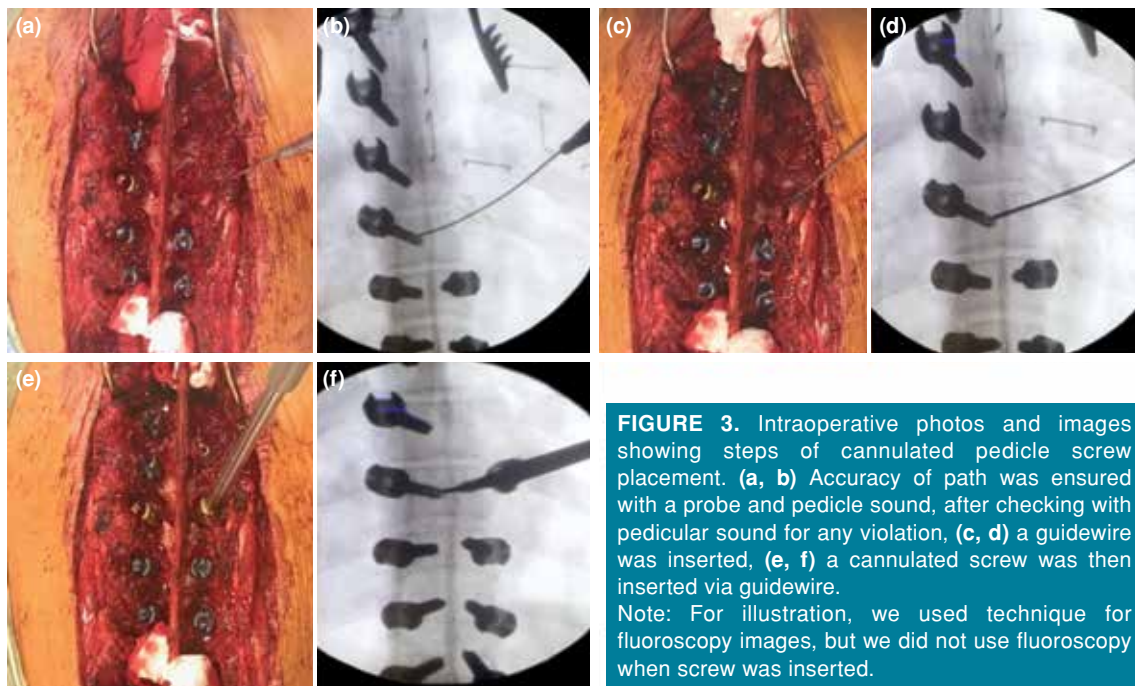 (a)
(b)
(c)
(d)
(e)
(f)
FIGURE 3. Intraoperative photos and images
showing steps of cannulated pedicle screw
placement. (a, b) Accuracy of path was ensured
with a probe and pedicle sound, after checking with
pedicular sound for any violation, (c, d) a guidewire
was inserted, (e, f) a cannulated screw was then
inserted via guidewire.
Note: For illustration, we used technique for
fluoroscopy images, but we did not use fluoroscopy
when screw was inserted.